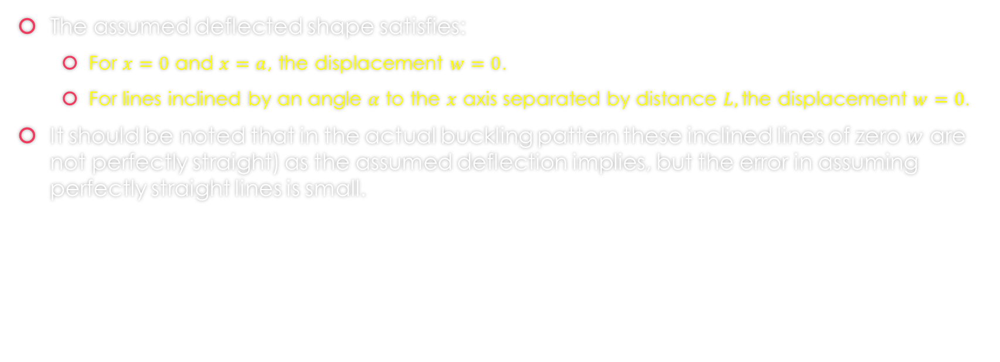 The assumed deflected shape satisfies:
For x = 0 and x = a, the displacement w = 0.
For lines inclined by an angle α to the x axis separated by distance L, the displacement w = 0.
It should be noted that in the actual buckling pattern these inclined lines of zero w are
not perfectly straight) as the assumed deflection implies, but the error in assuming
perfectly straight lines is small.